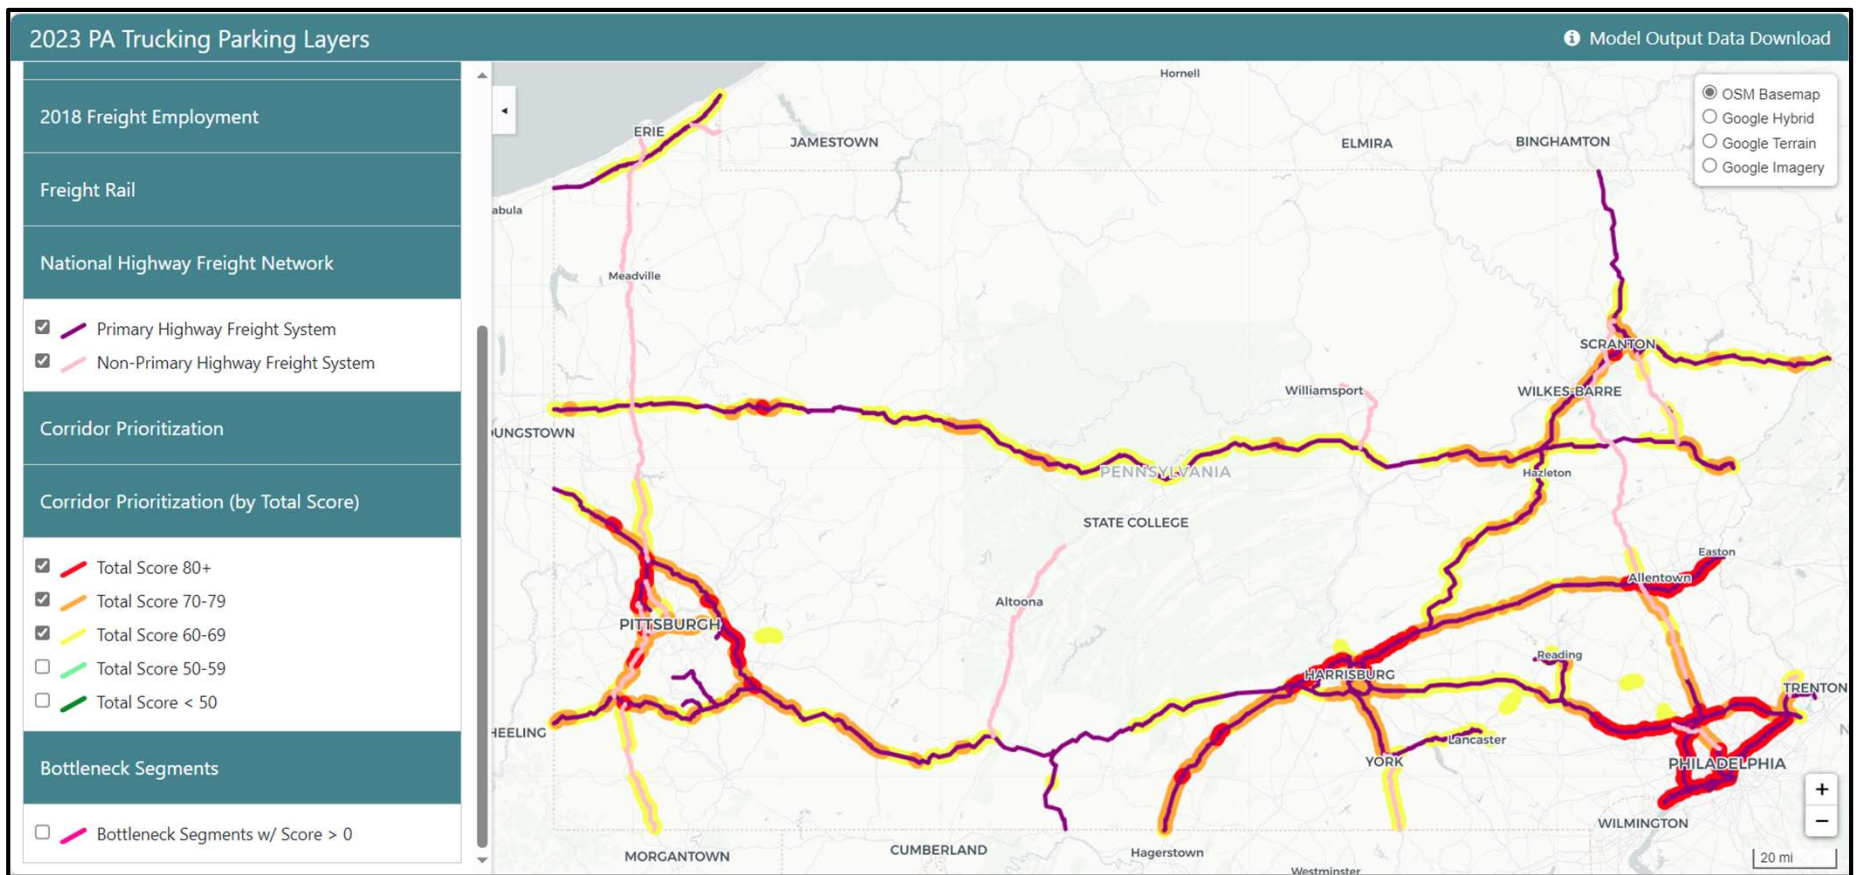 2023 PA Trucking Parking Layers
Model Output Data Download
2018 Freight Employment
Freight Rail
National Highway Freight Network
Primary Highway Freight System
Non-Primary Highway Freight System
Corridor Prioritization
Corridor Prioritization (by Total Score)
Total Score 80+
Total Score 70-79
Total Score 60-69
Total Score 50-59
Total Score < 50
Bottleneck Segments
Bottleneck Segments w/ Score > 0
OSM Basemap
Google Hybrid
Google Terrain
Google Imagery
Hornell
ERIE
JAMESTOWN
ELMIRA
BINGHAMTON
abula
Meadville
SCRANTON
Williamsport
WILKES-BARRE
UNGSTOWN
PENNSYLVANIA
Hazleton
STATE COLLEGE
Easton
Allentown
Altoona
PITTSBURGH
Reading
HARRISBURG
TRENTON
HEELING
Lancaster
YORK
PHILADELPHIA
N
+
−
WILMINGTON
MORGANTOWN
CUMBERLAND
Hagerstown
Westminster
20 mi